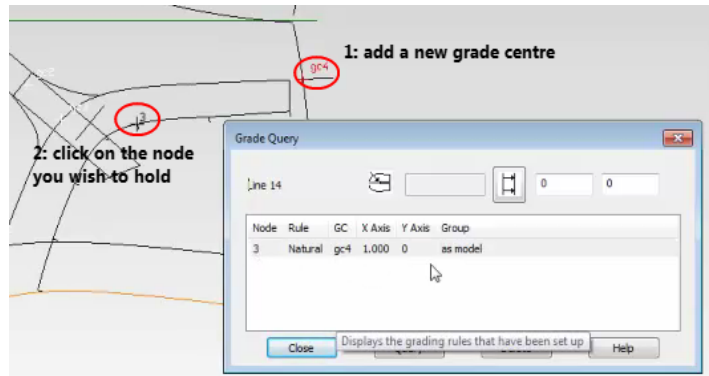 1: add a new grade centre
gc4
3
2: click on the node
you wish to hold
Grade Query
Line 14
0 0
Node Rule GC X Axis Y Axis Group
3 Natural gc4 1.000 0 as model
Displays the grading rules that have been set up
Close Help